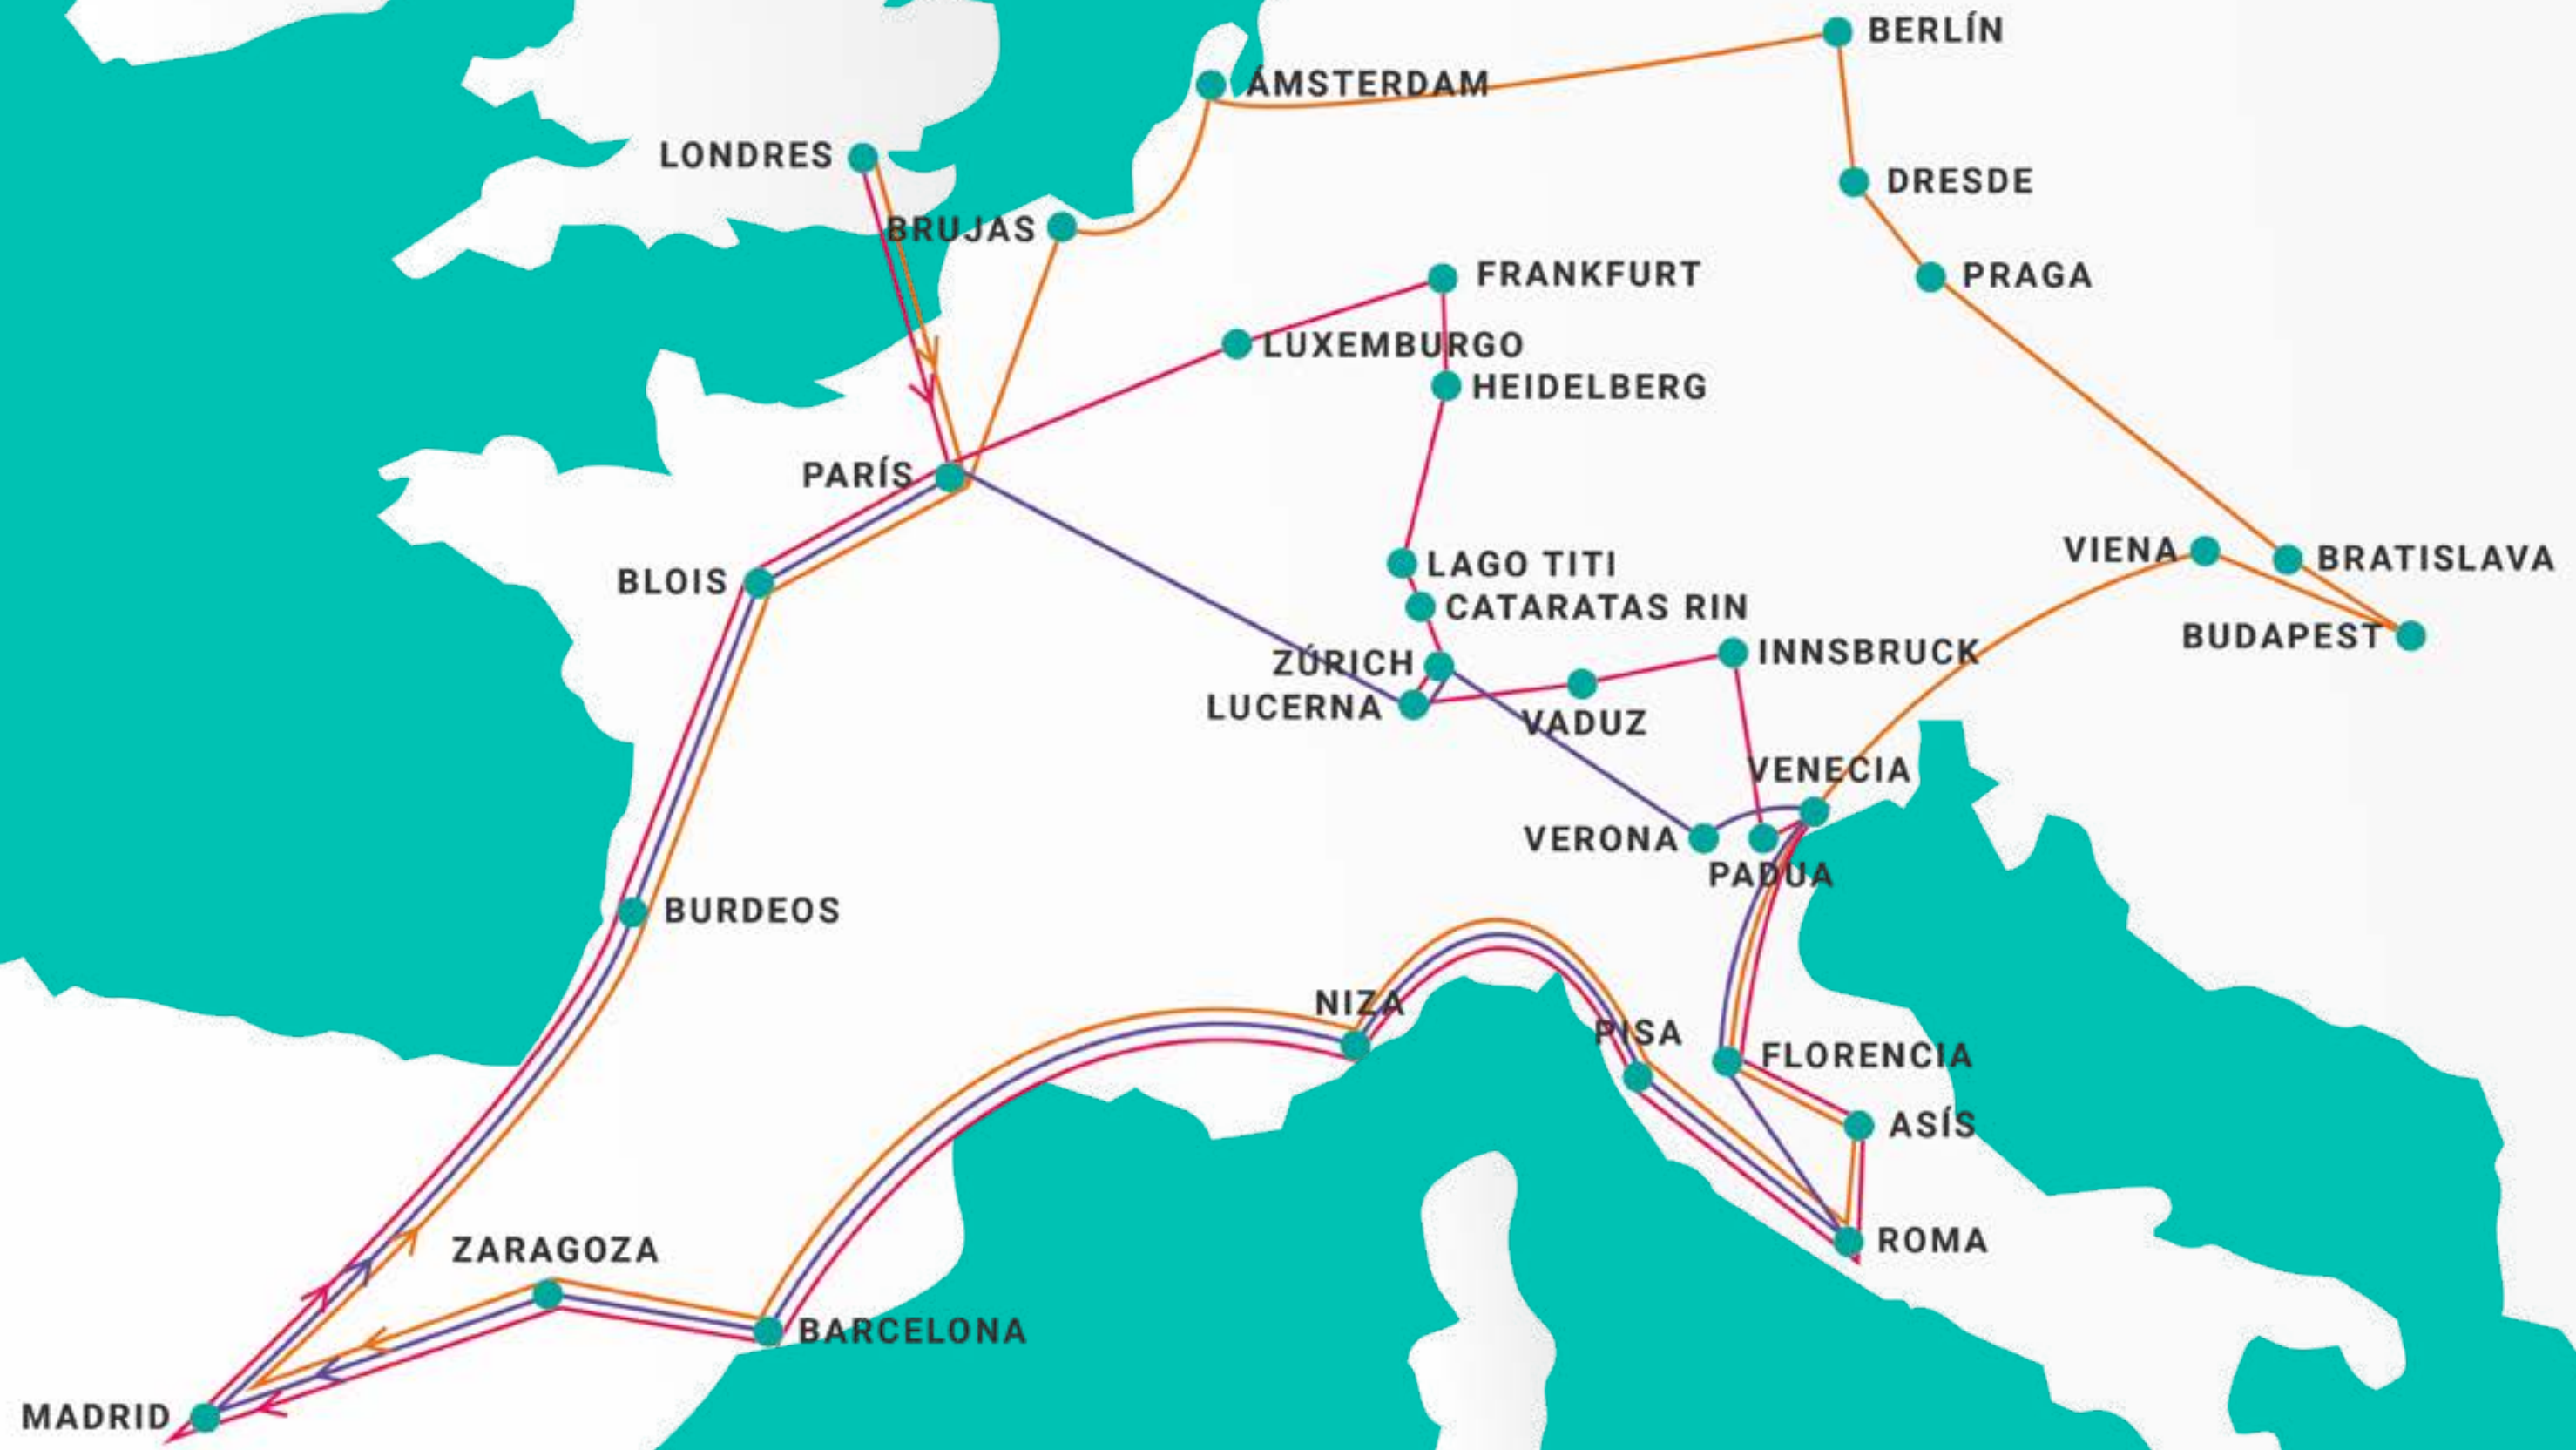 BERLÍN
ÁMSTERDAM
LONDRES
DRESDE
BRUJAS
FRANKFURT
PRAGA
LUXEMBURGO
HEIDELBERG
PARÍS
VIENA
BRATISLAVA
LAGO TITI
BLOIS
CATARATAS RIN
BUDAPEST
ZÚRICH
INNSBRUCK
LUCERNA
VADUZ
VENECIA
VERONA
PADUA
BURDEOS
NIZA
PISA
FLORENCIA
ASÍS
ROMA
ZARAGOZA
BARCELONA
MADRID